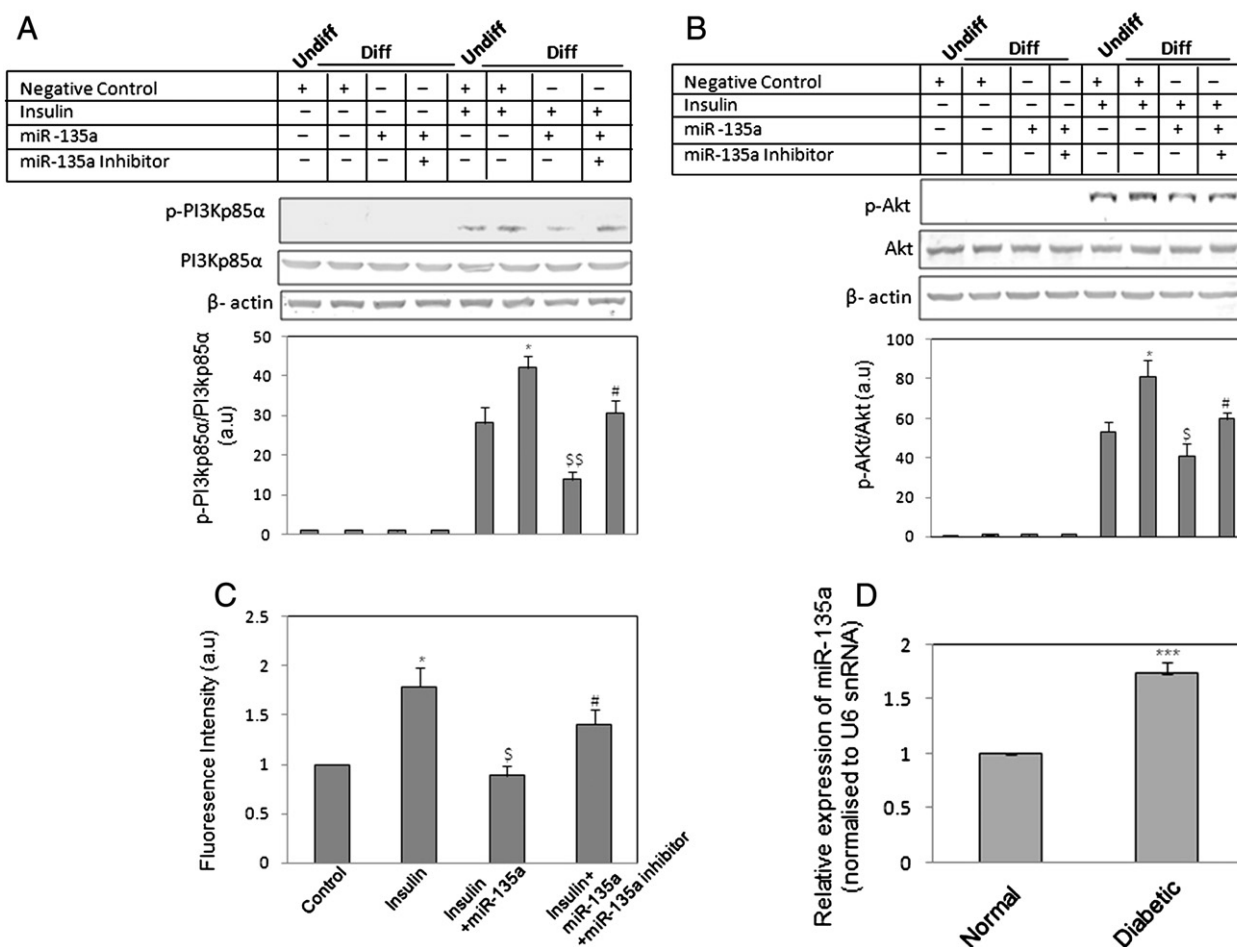 A
Undiff Diff Undiff Diff
Negative Control + + − − + + − −
Insulin − − − − + + + +
miR -135a − − + + − − + +
miR-135a Inhibitor − − − + − − − +
p-PI3Kp85α
PI3Kp85α
β- actin
p-PI3kp85α/PI3kp85α
(a.u)
50
40
30
20
10
0
*
$$
#
B
Undiff Diff Undiff Diff
Negative Control + + − − + + − −
Insulin − − − − + + + +
miR -135a − − + + − − + +
miR-135a Inhibitor − − − + − − − +
p-Akt
Akt
β- actin
p-AKt/Akt (a.u)
100
80
60
40
20
0
*
$
#
C
Fluoresence Intensity (a.u)
2.5
2
1.5
1
0.5
0
*
$
#
Control
Insulin
Insulin
+miR-135a
Insulin+
miR-135a
+miR-135a inhibitor
D
Relative expression of miR-135a
(normalised to U6 snRNA)
2
1.5
1
0.5
0
***
Normal
Diabetic